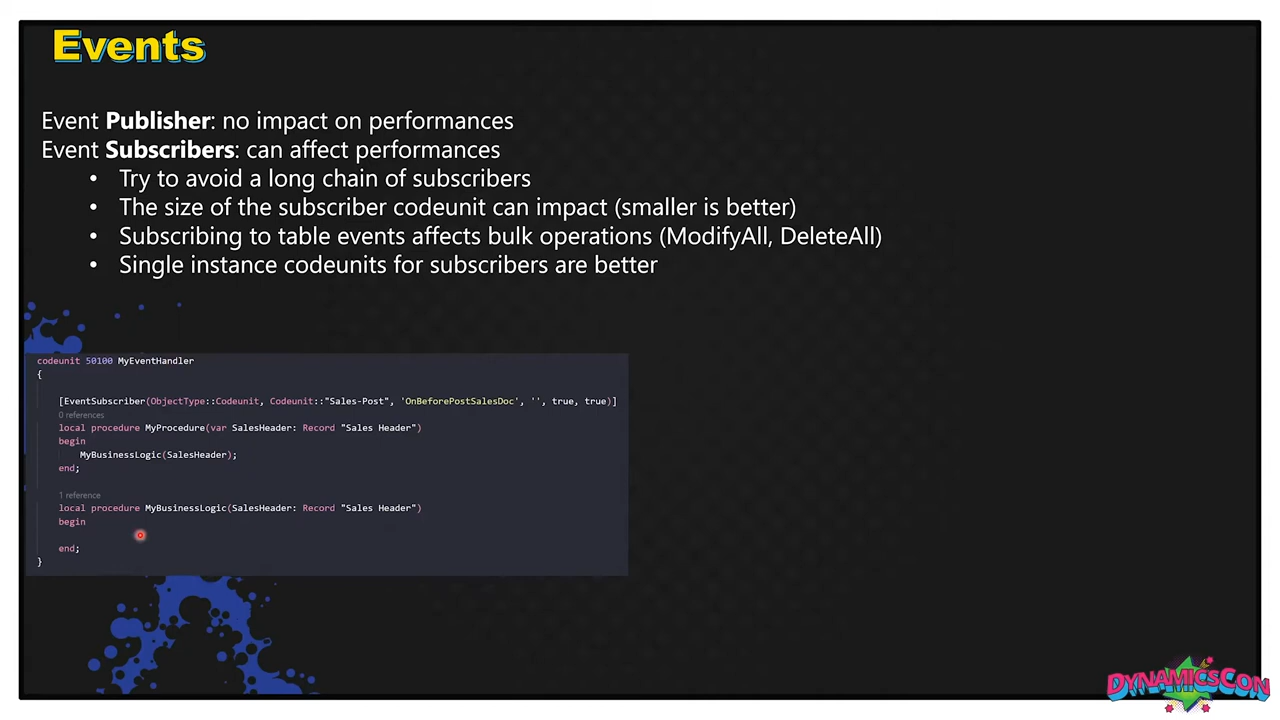 Events
Event Publisher: no impact on performances
Event Subscribers: can affect performances
• Try to avoid a long chain of subscribers
• The size of the subscriber codeunit can impact (smaller is better)
• Subscribing to table events affects bulk operations (ModifyAll, DeleteAll)
• Single instance codeunits for subscribers are better
codeunit 50100 MyEventHandler
{
[EventSubscriber(ObjectType::Codeunit, Codeunit::"Sales-Post", 'OnBeforePostSalesDoc', '', true, true)]
0 references
local procedure MyProcedure(var SalesHeader: Record "Sales Header")
begin
MyBusinessLogic(SalesHeader);
end;
1 reference
local procedure MyBusinessLogic(SalesHeader: Record "Sales Header")
begin
end;
}
DYNAMICSCON